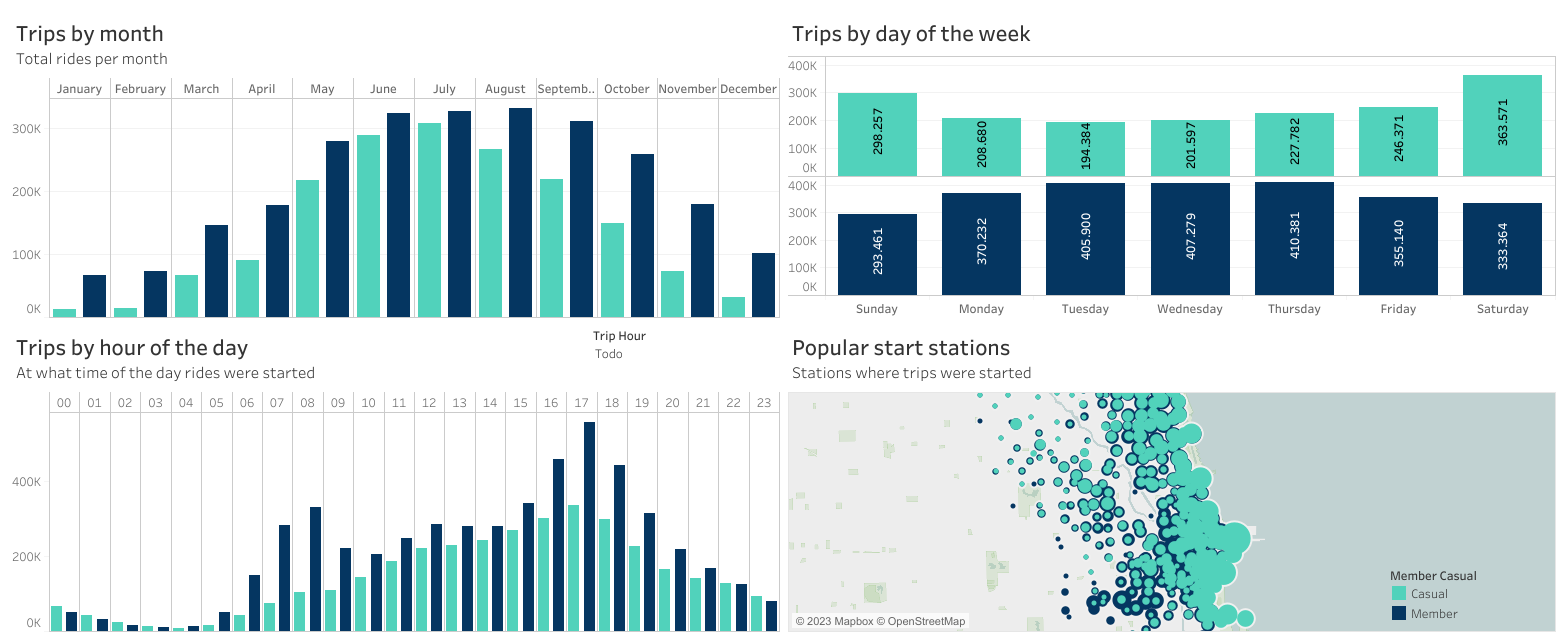 Trips by month
Total rides per month
January February March April May June July August Septemb.. October November December
300K
200K
100K
0K
Trips by day of the week
400K
300K
200K
100K
0K
298.257 208.680 194.384 201.597 227.782 246.371 363.571
400K
300K
200K
100K
0K
293.461 370.232 405.900 407.279 410.381 355.140 333.364
Sunday Monday Tuesday Wednesday Thursday Friday Saturday
Trip Hour
Todo
Trips by hour of the day
At what time of the day rides were started
00 01 02 03 04 05 06 07 08 09 10 11 12 13 14 15 16 17 18 19 20 21 22 23
400K
200K
0K
Popular start stations
Stations where trips were started
Member Casual
Casual
Member
© 2023 Mapbox © OpenStreetMap